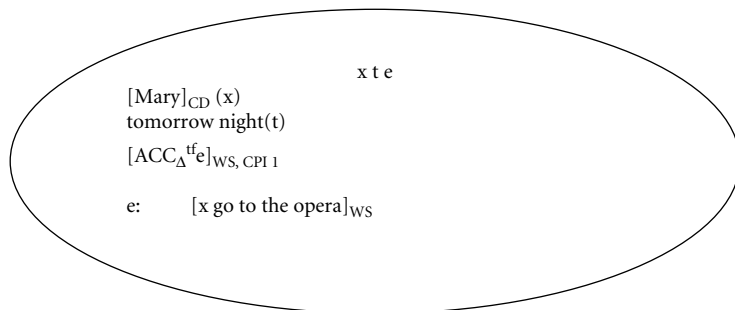 x t e
[Mary]CD (x)
tomorrow night(t)
[ACCΔtfe]WS, CPI 1
e: [x go to the opera]WS